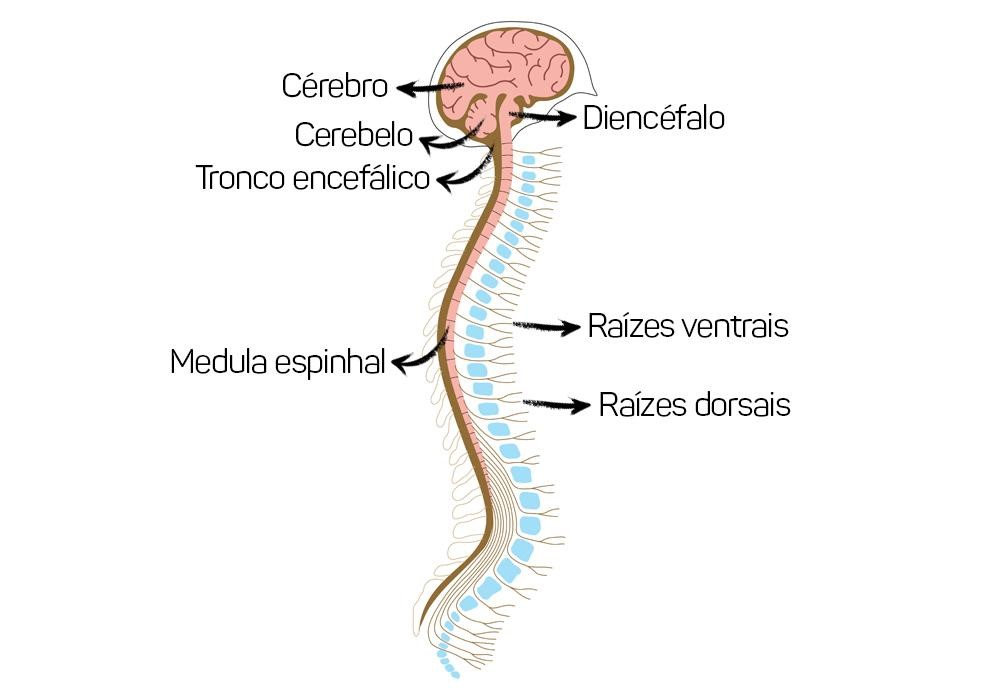 Cérebro
Diencéfalo
Cerebelo
Tronco encefálico
Raízes ventrais
Medula espinhal
Raízes dorsais